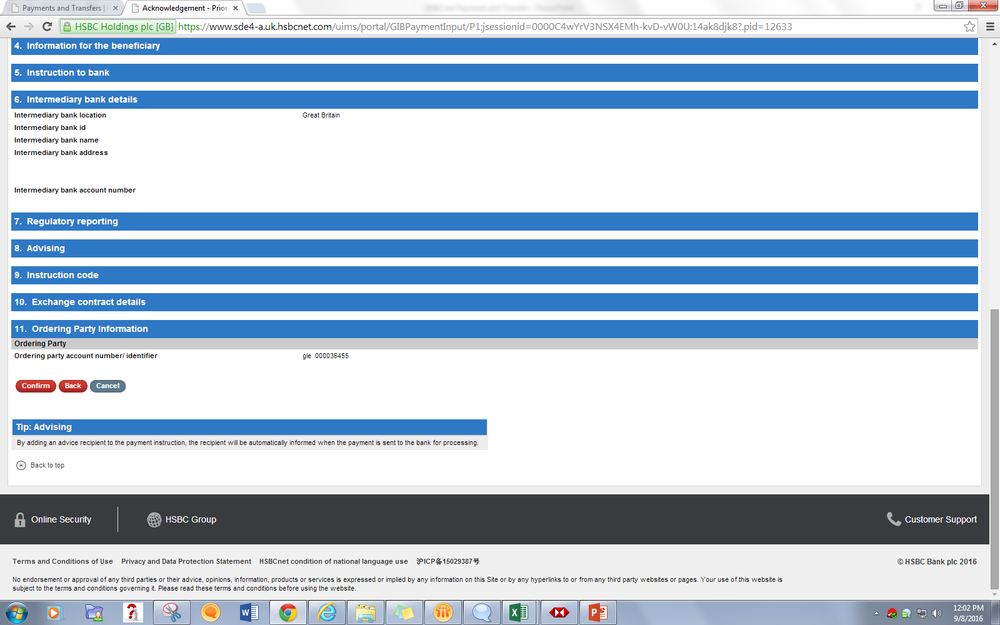 Payments and Transfers |
Acknowledgement - Prior
HSBC Holdings plc [GB] https://www.sde4-a.uk.hsbcnet.com/uims/portal/GIBPaymentInput/P1;jsessionid=0000C4wYrV3NSX4EMh-kvD-vW0U:14ak8djk8?.pid=12633
4. Information for the beneficiary
5. Instruction to bank
6. Intermediary bank details
Intermediary bank location Great Britain
Intermediary bank id
Intermediary bank name
Intermediary bank address
Intermediary bank account number
7. Regulatory reporting
8. Advising
9. Instruction code
10. Exchange contract details
11. Ordering Party Information
Ordering Party
Ordering party account number/ identifier gle 000036455
Confirm Back Cancel
Tip: Advising
By adding an advice recipient to the payment instruction, the recipient will be automatically informed when the payment is sent to the bank for processing.
Back to top
Online Security HSBC Group Customer Support
Terms and Conditions of Use Privacy and Data Protection Statement HSBCnet condition of national language use 沪ICP备15029387号 © HSBC Bank plc 2016
No endorsement or approval of any third parties or their advice, opinions, information, products or services is expressed or implied by any information on this Site or by any hyperlinks to or from any third party websites or pages. Your use of this website is
subject to the terms and conditions governing it. Please read these terms and conditions before using the website.
12:02 PM
9/8/2016